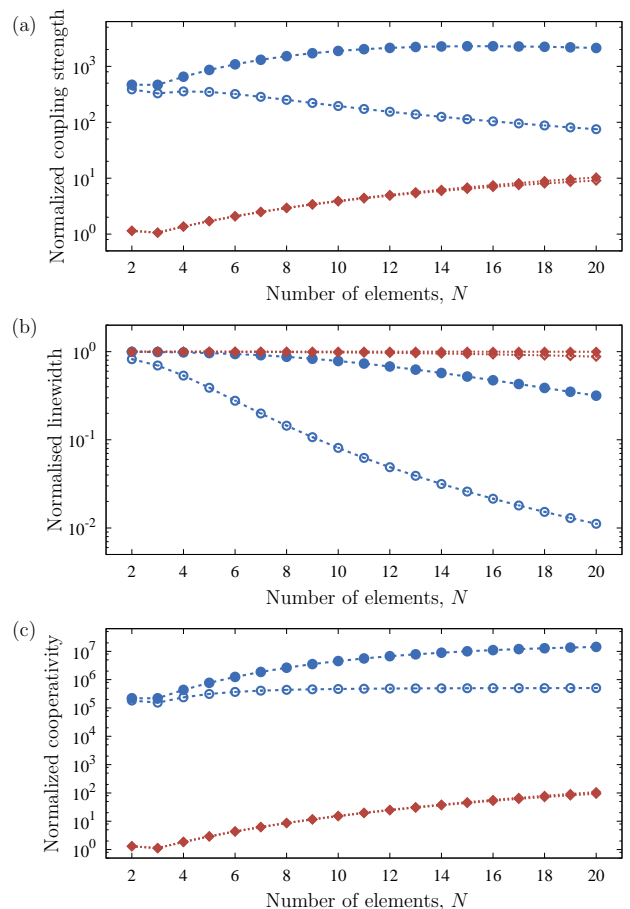 (a)
Normalized coupling strength
10^3
10^2
10^1
10^0
2 4 6 8 10 12 14 16 18 20
Number of elements, N
(b)
Normalised linewidth
10^0
10^-1
10^-2
2 4 6 8 10 12 14 16 18 20
Number of elements, N
(c)
Normalized cooperativity
10^7
10^6
10^5
10^4
10^3
10^2
10^1
10^0
2 4 6 8 10 12 14 16 18 20
Number of elements, N